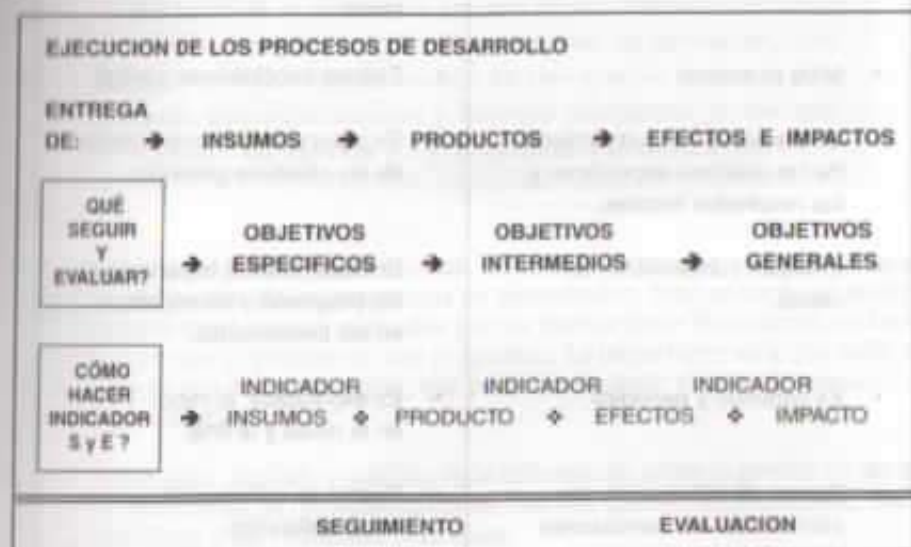 EJECUCION DE LOS PROCESOS DE DESARROLLO
ENTREGA
DE: → INSUMOS → PRODUCTOS → EFECTOS E IMPACTOS
QUÉ
SEGUIR
Y
EVALUAR?
OBJETIVOS OBJETIVOS OBJETIVOS
→ ESPECIFICOS → INTERMEDIOS → GENERALES
CÓMO
HACER
INDICADOR
S y E ?
INDICADOR INDICADOR INDICADOR
→ INSUMOS ❖ PRODUCTO ❖ EFECTOS ❖ IMPACTO
SEGUIMIENTO EVALUACION